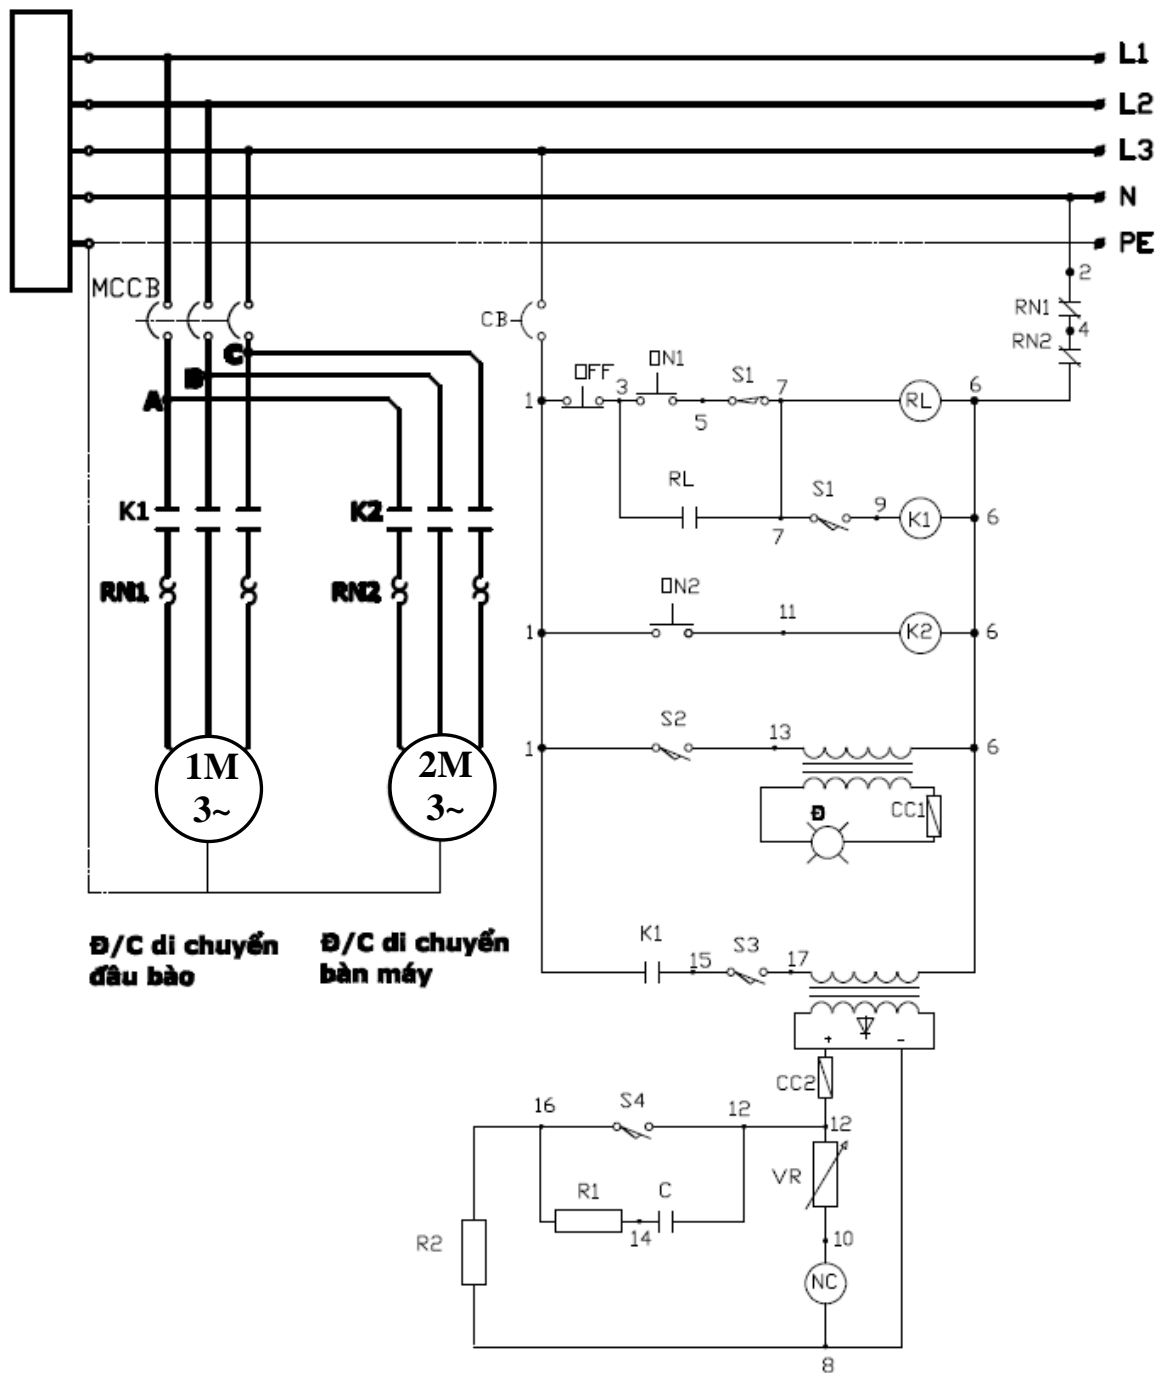 L1
L2
L3
N
PE
MCCB
2
RN1
4
RN2
CB
C
B
A
OFF
ON1
S1
1
3
5
7
RL
6
RL
S1
9
K1
6
7
K1
K2
RN1
RN2
ON2
11
1
K2
6
S2
13
1
6
1M
3~
2M
3~
CC1
Đ
Đ/C di chuyển
đầu bào
Đ/C di chuyển
bàn máy
K1
15
S3
17
+
-
CC2
16
S4
12
12
VR
R1
C
14
10
R2
NC
8